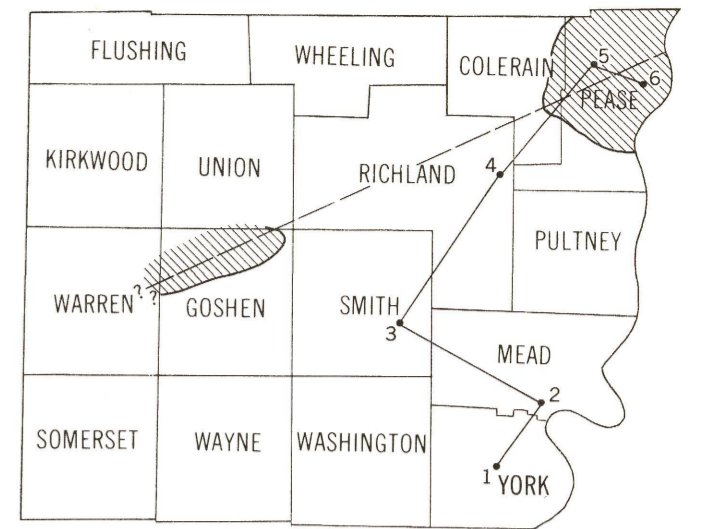 FLUSHING
WHEELING
COLERAIN
5
6
PEASE
KIRKWOOD
UNION
RICHLAND
4
PULTNEY
WARREN
?
?
GOSHEN
SMITH
3
MEAD
2
SOMERSET
WAYNE
WASHINGTON
1
YORK